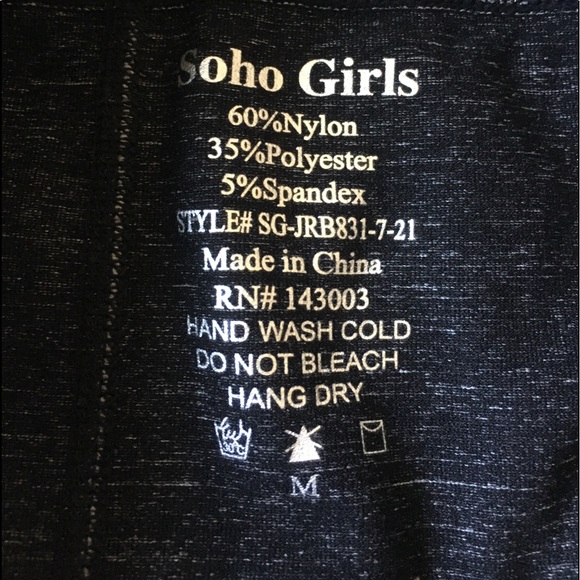 Soho Girls
60%Nylon
35%Polyester
5%Spandex
STYLE# SG-JRB831-7-21
Made in China
RN# 143003
HAND WASH COLD
DO NOT BLEACH
HANG DRY
30°C
M